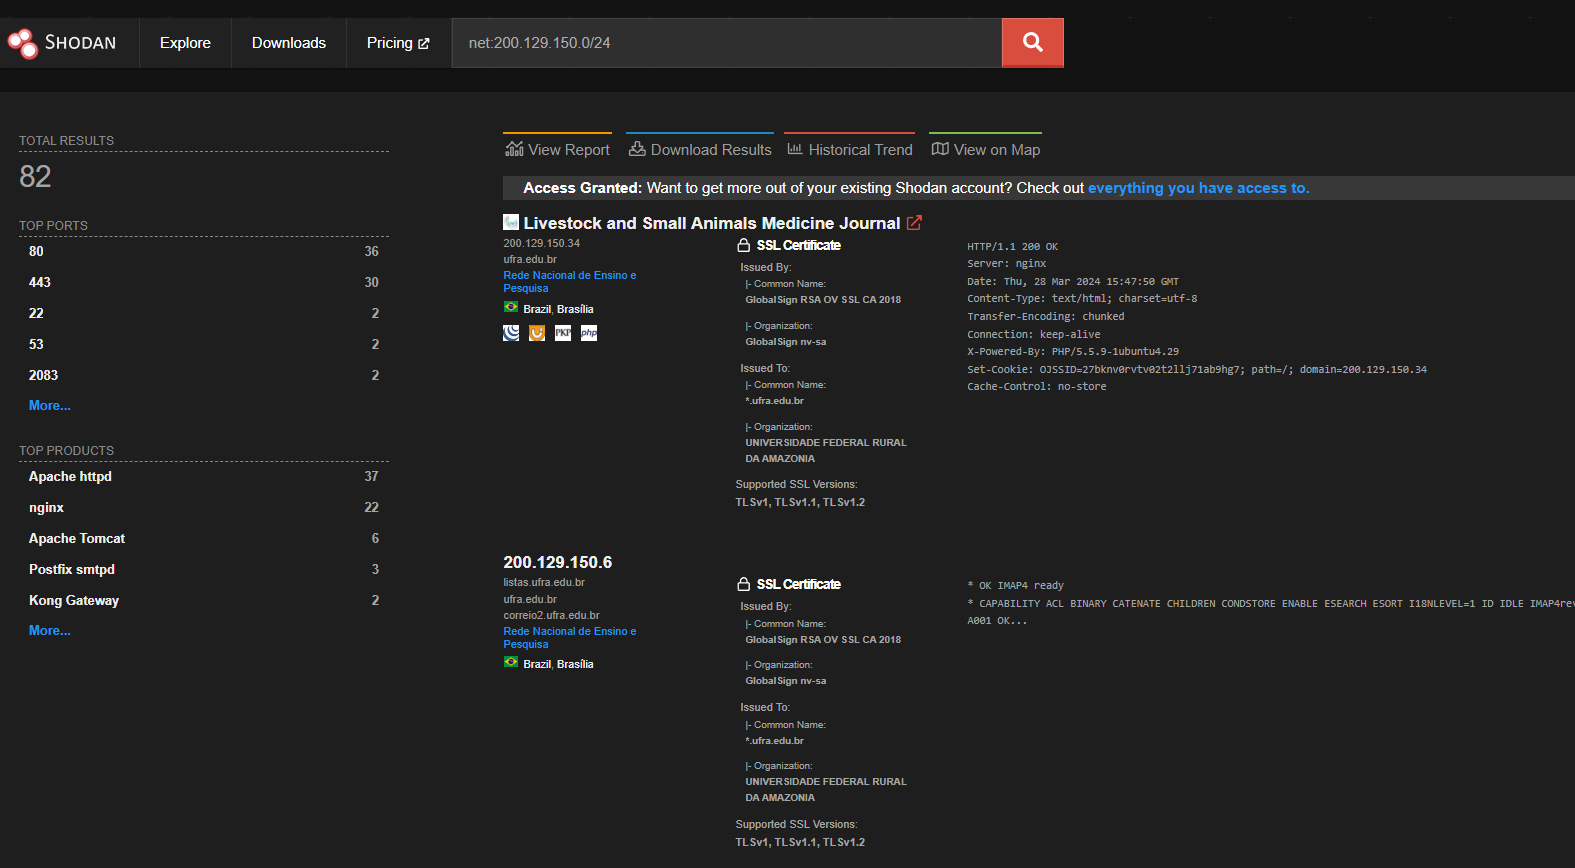 SHODAN
Explore
Downloads
Pricing
net:200.129.150.0/24
TOTAL RESULTS
82
TOP PORTS
80 36
443 30
22 2
53 2
2083 2
More...
TOP PRODUCTS
Apache httpd 37
nginx 22
Apache Tomcat 6
Postfix smtpd 3
Kong Gateway 2
More...
View Report
Download Results
Historical Trend
View on Map
Access Granted: Want to get more out of your existing Shodan account? Check out everything you have access to.
Livestock and Small Animals Medicine Journal
200.129.150.34
ufra.edu.br
Rede Nacional de Ensino e
Pesquisa
Brazil, Brasília
PKP
php
SSL Certificate
Issued By:
|- Common Name:
GlobalSign RSA OV SSL CA 2018
|- Organization:
GlobalSign nv-sa
Issued To:
|- Common Name:
*.ufra.edu.br
|- Organization:
UNIVERSIDADE FEDERAL RURAL
DA AMAZONIA
Supported SSL Versions:
TLSv1, TLSv1.1, TLSv1.2
HTTP/1.1 200 OK
Server: nginx
Date: Thu, 28 Mar 2024 15:47:50 GMT
Content-Type: text/html; charset=utf-8
Transfer-Encoding: chunked
Connection: keep-alive
X-Powered-By: PHP/5.5.9-1ubuntu4.29
Set-Cookie: OJSSID=27bknv0rvtv02t2llj71ab9hg7; path=/; domain=200.129.150.34
Cache-Control: no-store
200.129.150.6
listas.ufra.edu.br
ufra.edu.br
correio2.ufra.edu.br
Rede Nacional de Ensino e
Pesquisa
Brazil, Brasília
SSL Certificate
Issued By:
|- Common Name:
GlobalSign RSA OV SSL CA 2018
|- Organization:
GlobalSign nv-sa
Issued To:
|- Common Name:
*.ufra.edu.br
|- Organization:
UNIVERSIDADE FEDERAL RURAL
DA AMAZONIA
Supported SSL Versions:
TLSv1, TLSv1.1, TLSv1.2
* OK IMAP4 ready
* CAPABILITY ACL BINARY CATENATE CHILDREN CONDSTORE ENABLE ESEARCH ESORT I18NLEVEL=1 ID IDLE IMAP4rev
A001 OK...